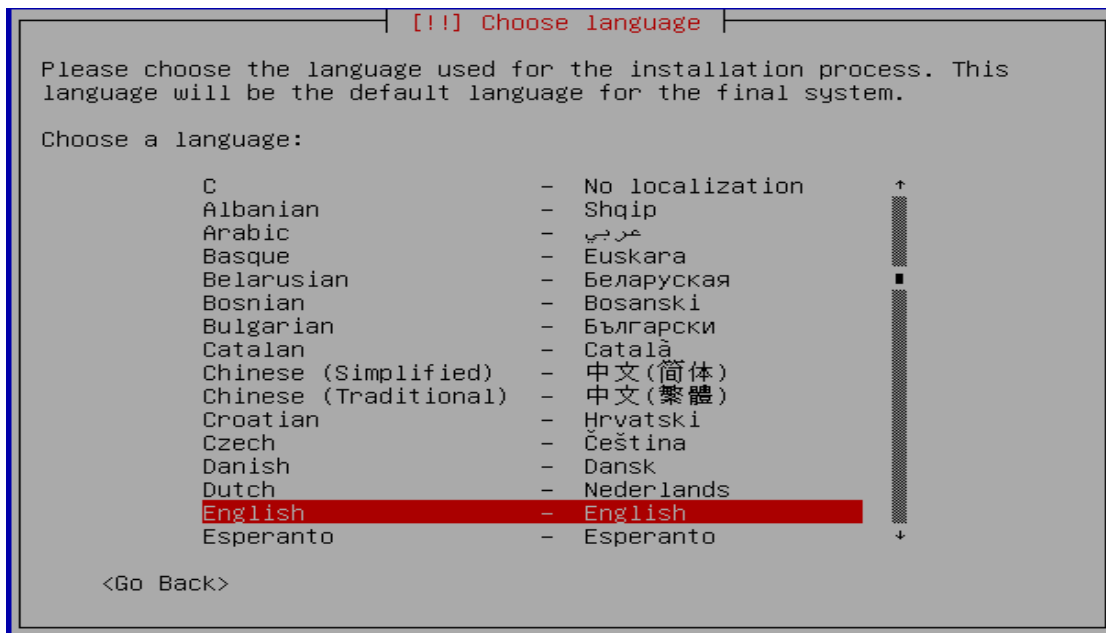 [!!] Choose language
Please choose the language used for the installation process. This
language will be the default language for the final system.
Choose a language:
C - No localization
Albanian - Shqip
Arabic - عربي
Basque - Euskara
Belarusian - Беларуская
Bosnian - Bosanski
Bulgarian - Български
Catalan - Català
Chinese (Simplified) - 中文(简体)
Chinese (Traditional) - 中文(繁體)
Croatian - Hrvatski
Czech - Čeština
Danish - Dansk
Dutch - Nederlands
English - English
Esperanto - Esperanto
<Go Back>